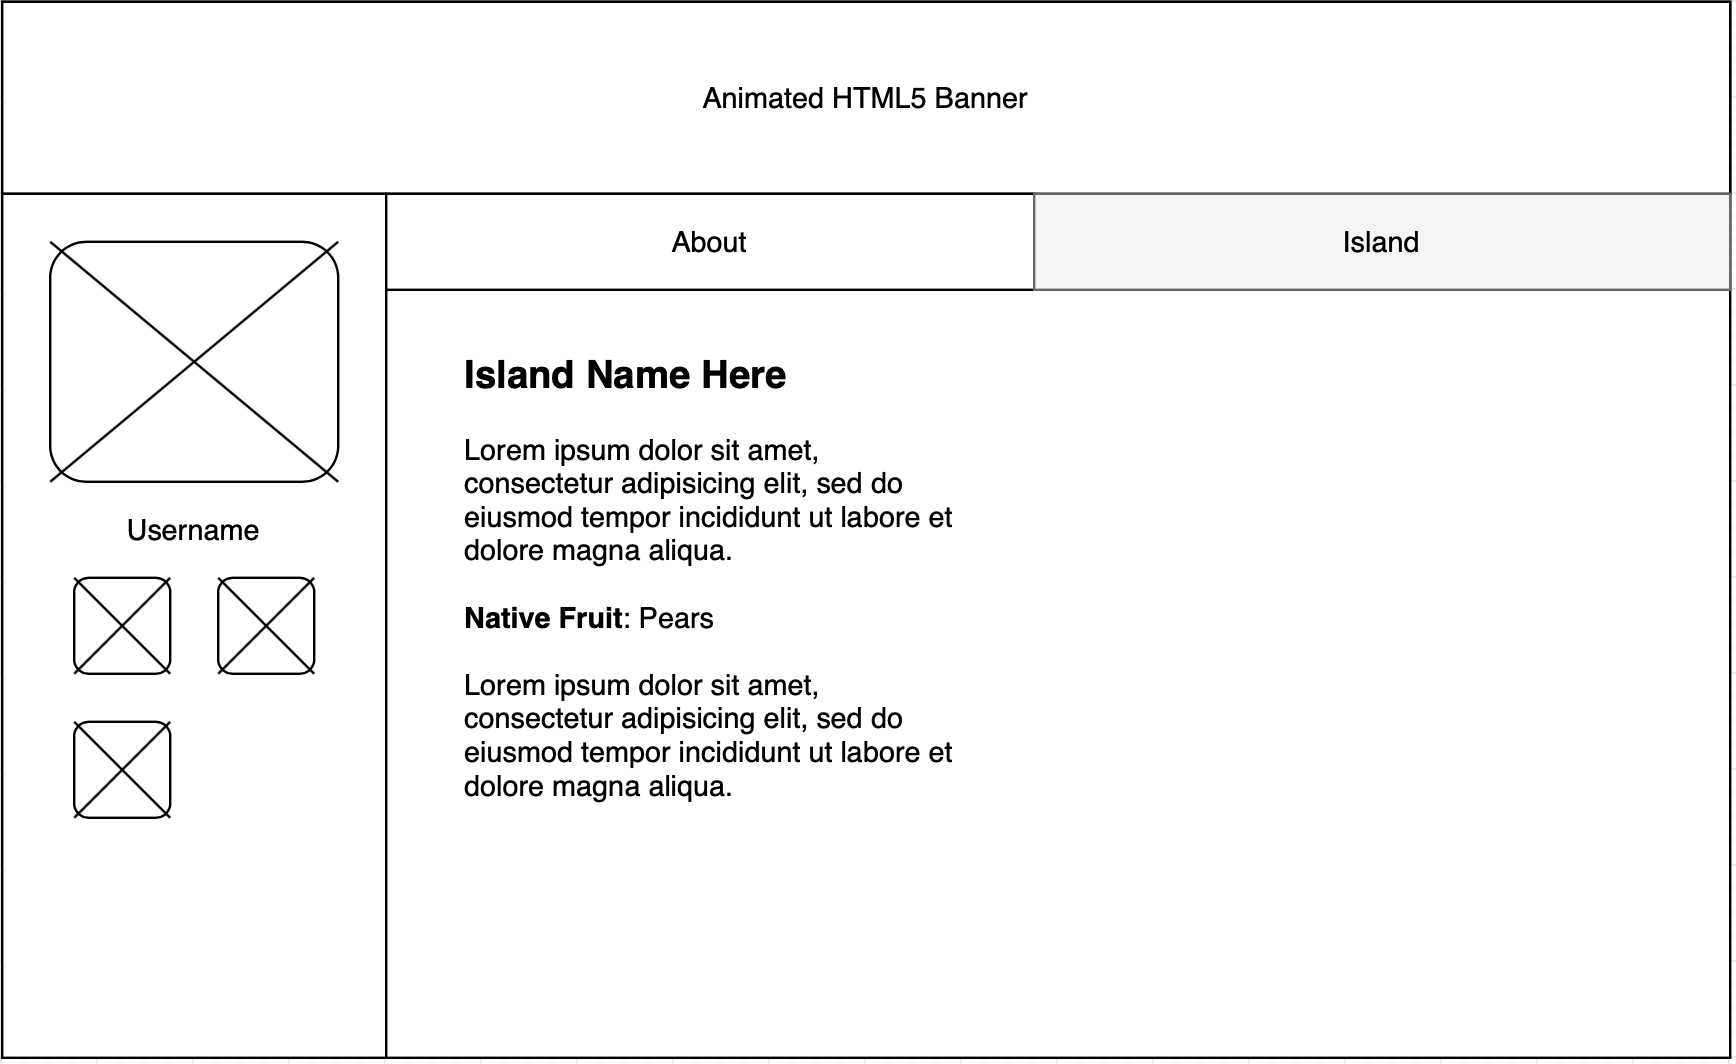 Animated HTML5 Banner
About
Island
Username
Island Name Here
Lorem ipsum dolor sit amet,
consectetur adipisicing elit, sed do
eiusmod tempor incididunt ut labore et
dolore magna aliqua.
Native Fruit: Pears
Lorem ipsum dolor sit amet,
consectetur adipisicing elit, sed do
eiusmod tempor incididunt ut labore et
dolore magna aliqua.